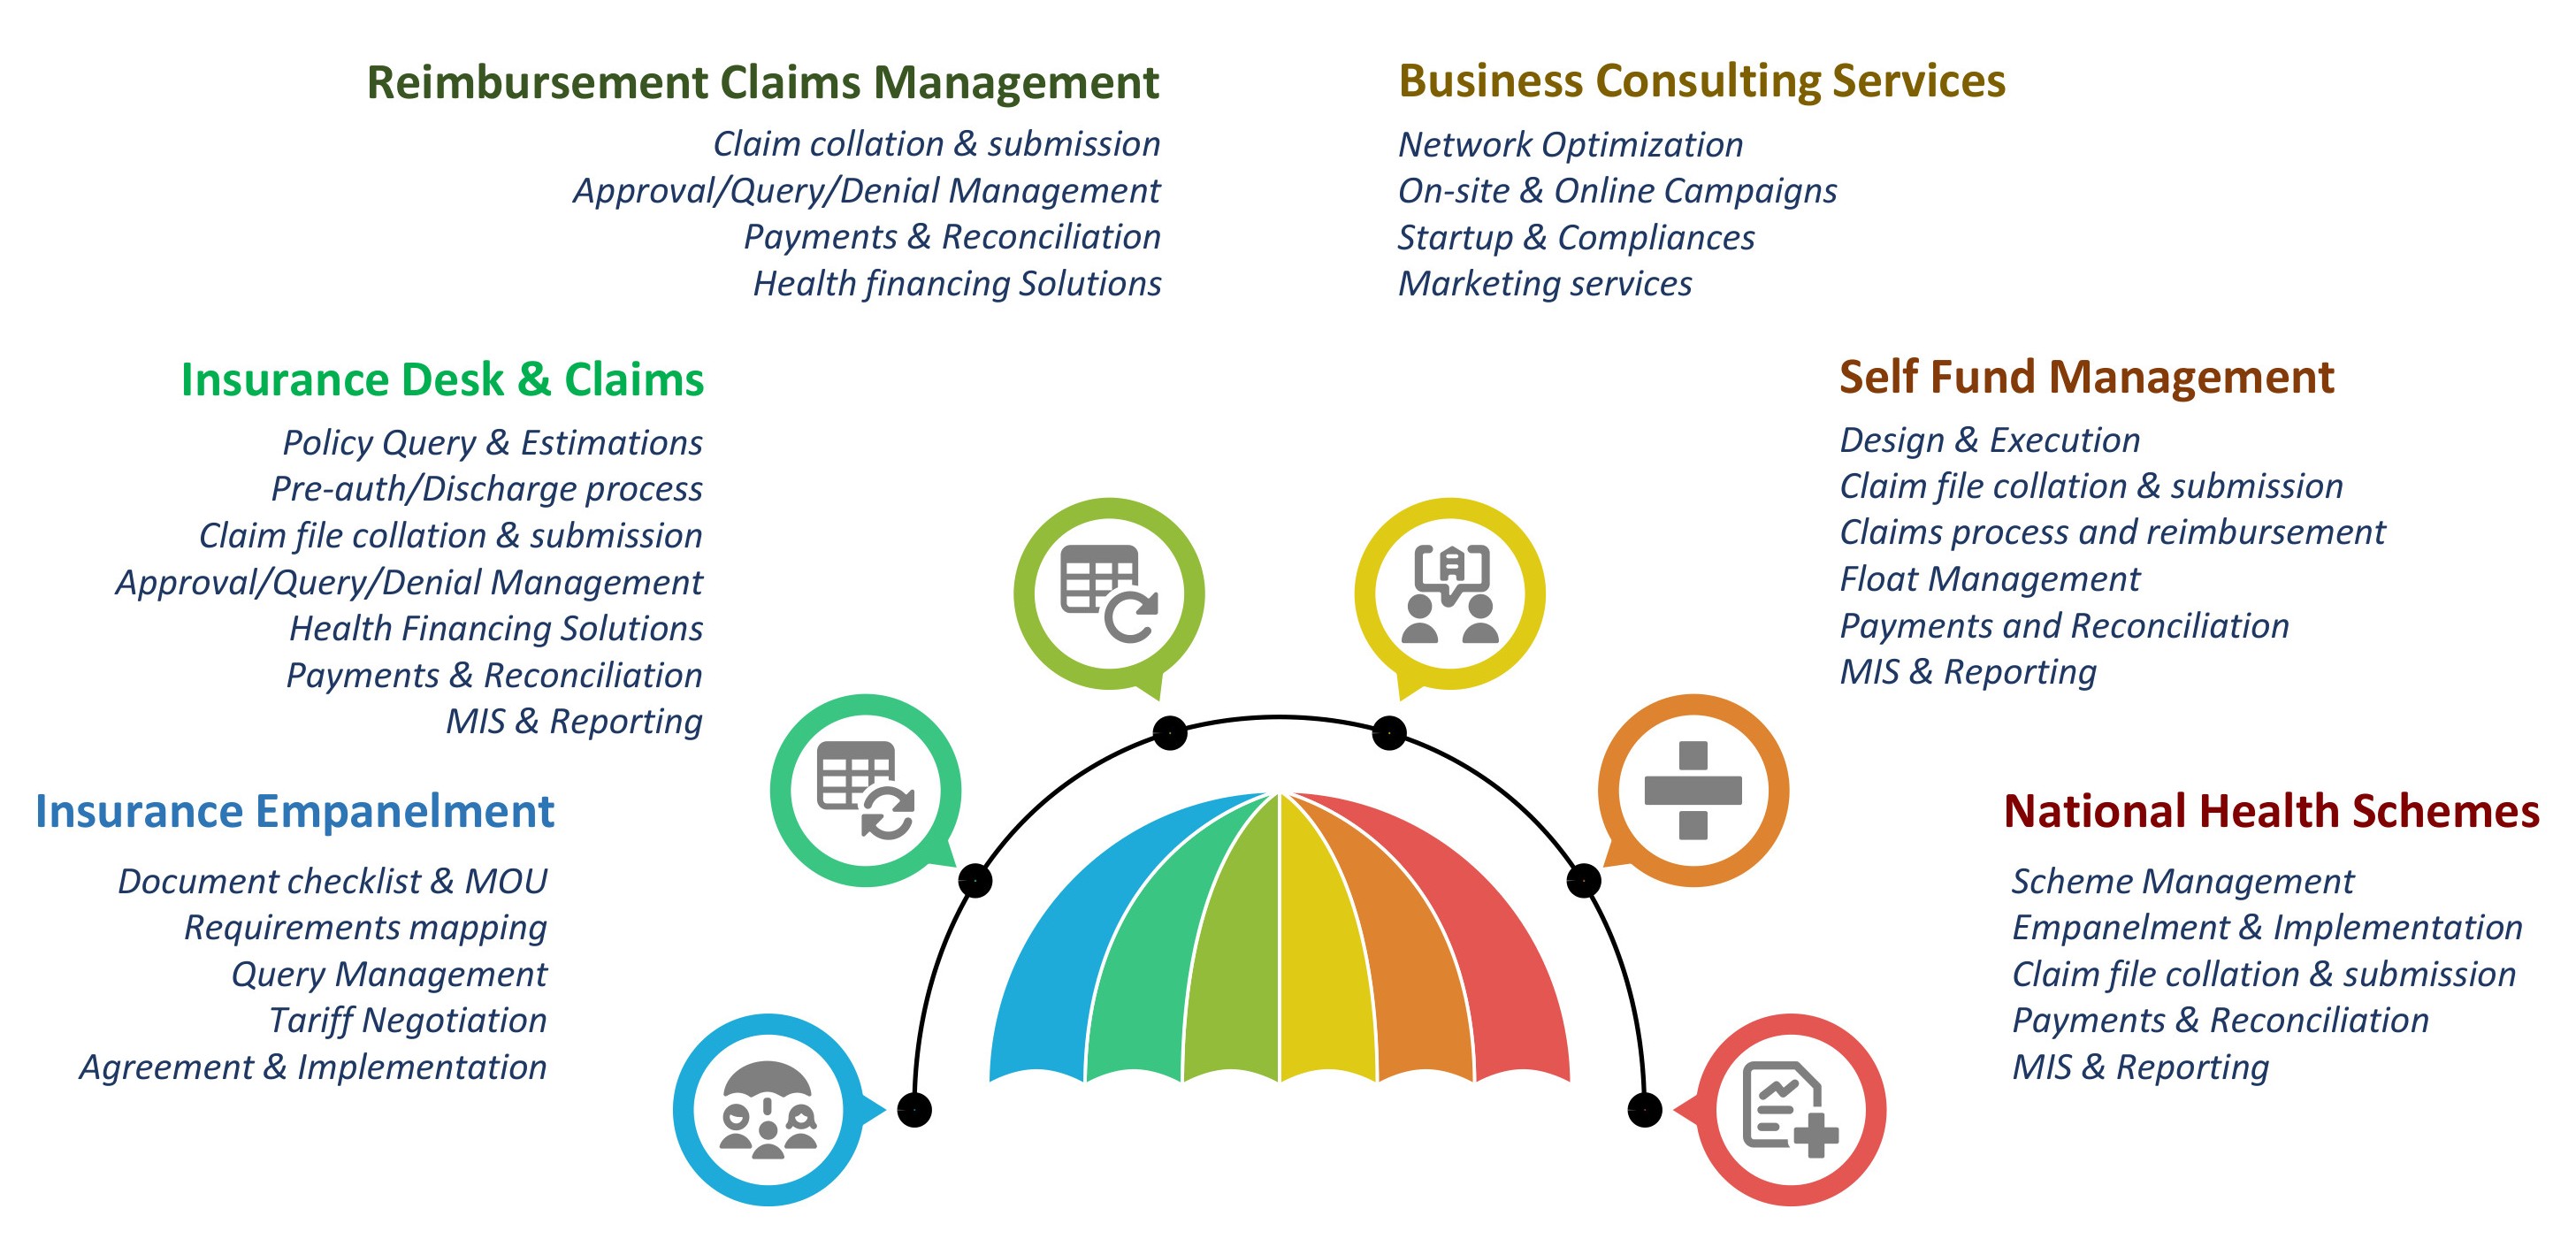 Reimbursement Claims Management
Claim collation & submission
Approval/Query/Denial Management
Payments & Reconciliation
Health financing Solutions
Business Consulting Services
Network Optimization
On-site & Online Campaigns
Startup & Compliances
Marketing services
Insurance Desk & Claims
Policy Query & Estimations
Pre-auth/Discharge process
Claim file collation & submission
Approval/Query/Denial Management
Health Financing Solutions
Payments & Reconciliation
MIS & Reporting
Self Fund Management
Design & Execution
Claim file collation & submission
Claims process and reimbursement
Float Management
Payments and Reconciliation
MIS & Reporting
Insurance Empanelment
Document checklist & MOU
Requirements mapping
Query Management
Tariff Negotiation
Agreement & Implementation
National Health Schemes
Scheme Management
Empanelment & Implementation
Claim file collation & submission
Payments & Reconciliation
MIS & Reporting